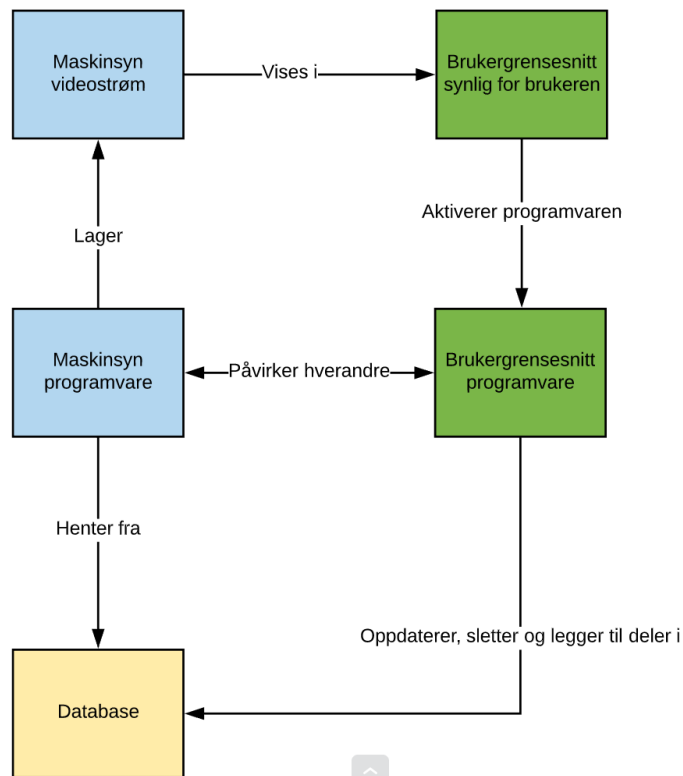 Maskinsyn
videostrøm
Vises i
Brukergrensesnitt
synlig for brukeren
Lager
Aktiverer programvaren
Maskinsyn
programvare
Påvirker hverandre
Brukergrensesnitt
programvare
Henter fra
Oppdaterer, sletter og legger til deler i
Database